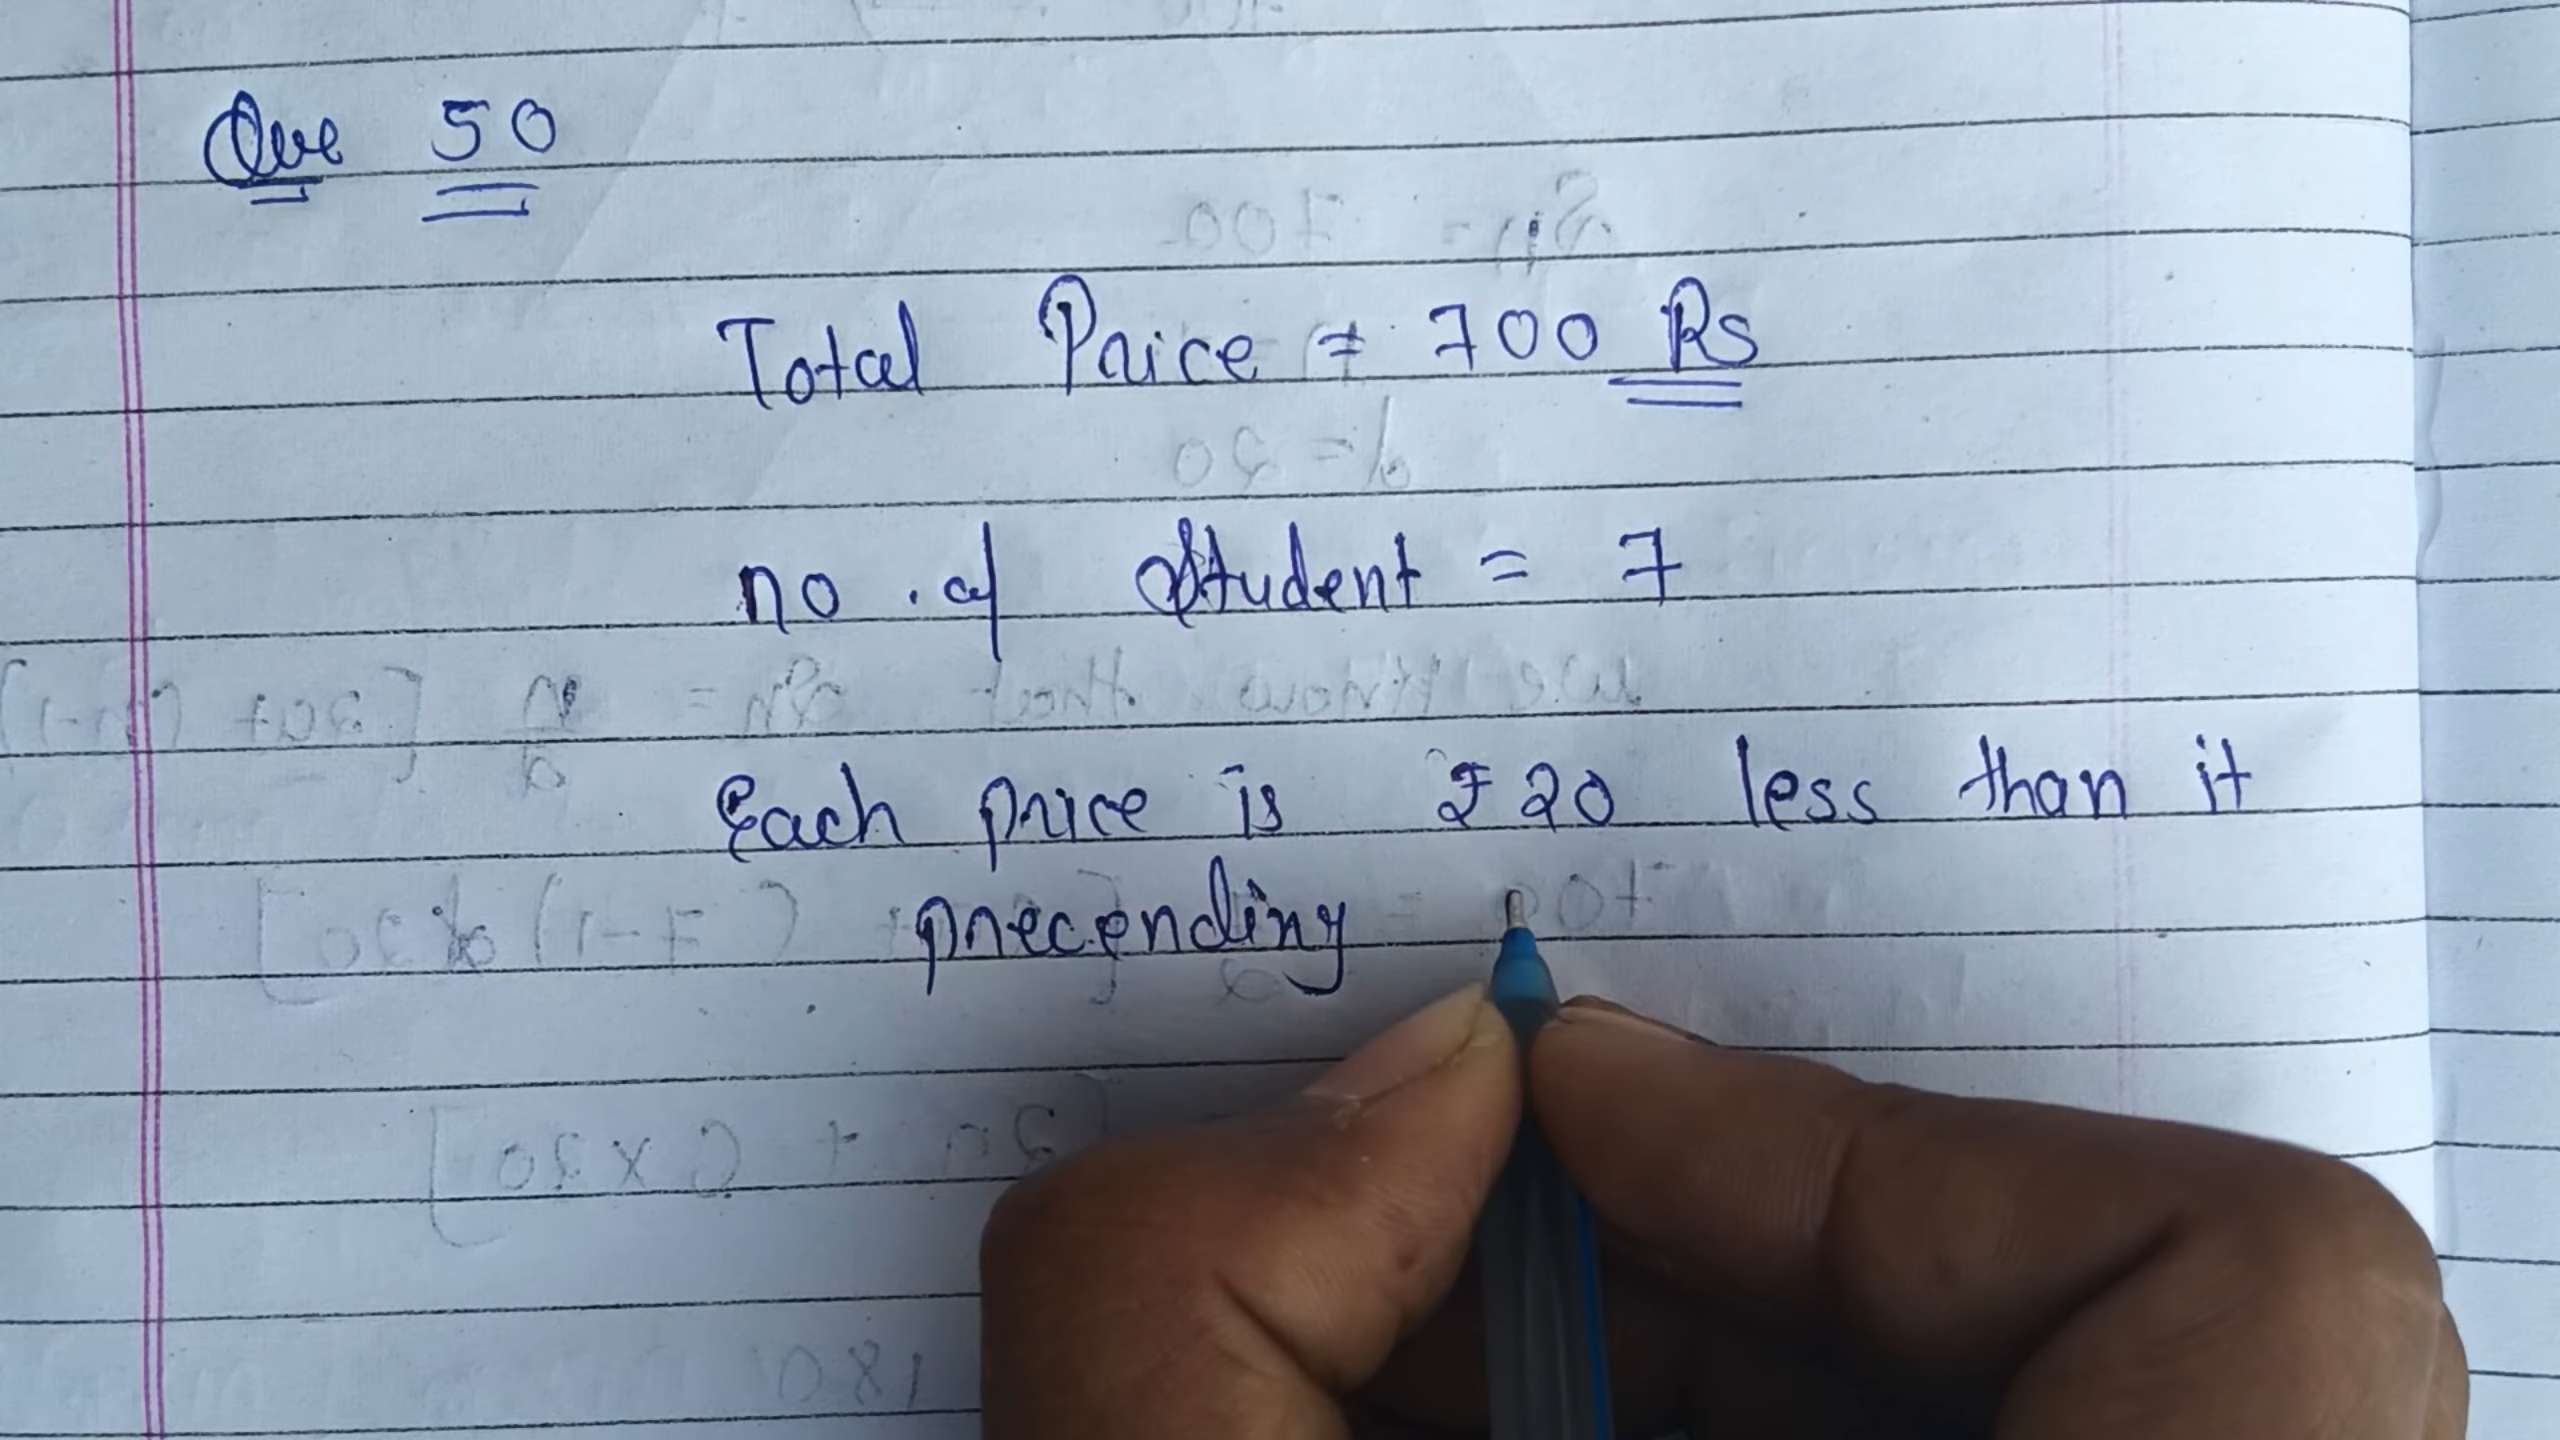 Que 50
Total Price = 700 Rs
no. of Student = 7
Each price is ₹20 less than it
precending